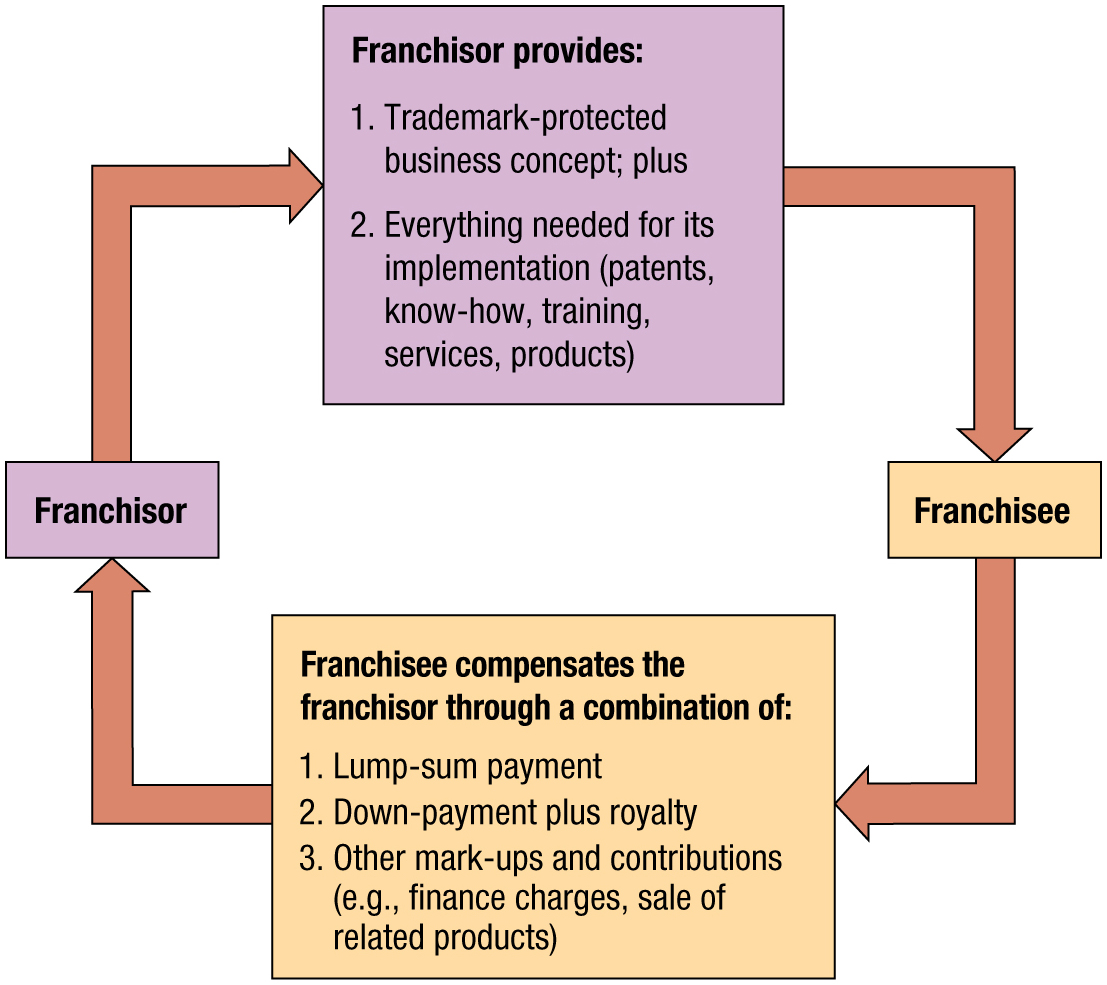 Franchisor provides:
1. Trademark-protected
business concept; plus
2. Everything needed for its
implementation (patents,
know-how, training,
services, products)
Franchisor
Franchisee
Franchisee compensates the
franchisor through a combination of:
1. Lump-sum payment
2. Down-payment plus royalty
3. Other mark-ups and contributions
(e.g., finance charges, sale of
related products)